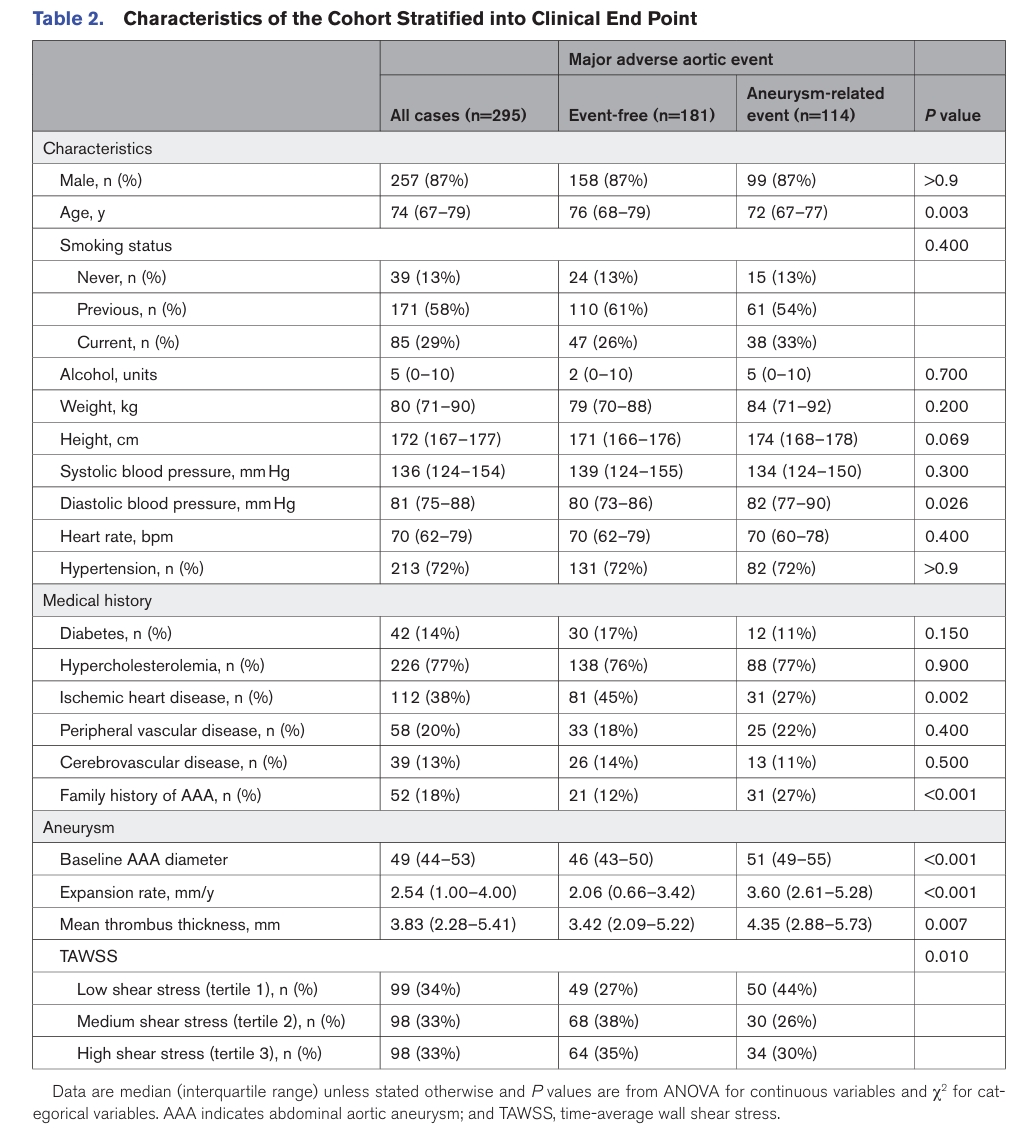 Table 2. Characteristics of the Cohort Stratified into Clinical End Point
Major adverse aortic event
All cases (n=295) Event-free (n=181) Aneurysm-related event (n=114) P value
Characteristics
Male, n (%) 257 (87%) 158 (87%) 99 (87%) >0.9
Age, y 74 (67–79) 76 (68–79) 72 (67–77) 0.003
Smoking status 0.400
Never, n (%) 39 (13%) 24 (13%) 15 (13%)
Previous, n (%) 171 (58%) 110 (61%) 61 (54%)
Current, n (%) 85 (29%) 47 (26%) 38 (33%)
Alcohol, units 5 (0–10) 2 (0–10) 5 (0–10) 0.700
Weight, kg 80 (71–90) 79 (70–88) 84 (71–92) 0.200
Height, cm 172 (167–177) 171 (166–176) 174 (168–178) 0.069
Systolic blood pressure, mm Hg 136 (124–154) 139 (124–155) 134 (124–150) 0.300
Diastolic blood pressure, mm Hg 81 (75–88) 80 (73–86) 82 (77–90) 0.026
Heart rate, bpm 70 (62–79) 70 (62–79) 70 (60–78) 0.400
Hypertension, n (%) 213 (72%) 131 (72%) 82 (72%) >0.9
Medical history
Diabetes, n (%) 42 (14%) 30 (17%) 12 (11%) 0.150
Hypercholesterolemia, n (%) 226 (77%) 138 (76%) 88 (77%) 0.900
Ischemic heart disease, n (%) 112 (38%) 81 (45%) 31 (27%) 0.002
Peripheral vascular disease, n (%) 58 (20%) 33 (18%) 25 (22%) 0.400
Cerebrovascular disease, n (%) 39 (13%) 26 (14%) 13 (11%) 0.500
Family history of AAA, n (%) 52 (18%) 21 (12%) 31 (27%) <0.001
Aneurysm
Baseline AAA diameter 49 (44–53) 46 (43–50) 51 (49–55) <0.001
Expansion rate, mm/y 2.54 (1.00–4.00) 2.06 (0.66–3.42) 3.60 (2.61–5.28) <0.001
Mean thrombus thickness, mm 3.83 (2.28–5.41) 3.42 (2.09–5.22) 4.35 (2.88–5.73) 0.007
TAWSS 0.010
Low shear stress (tertile 1), n (%) 99 (34%) 49 (27%) 50 (44%)
Medium shear stress (tertile 2), n (%) 98 (33%) 68 (38%) 30 (26%)
High shear stress (tertile 3), n (%) 98 (33%) 64 (35%) 34 (30%)
Data are median (interquartile range) unless stated otherwise and P values are from ANOVA for continuous variables and χ² for cat-
egorical variables. AAA indicates abdominal aortic aneurysm; and TAWSS, time-average wall shear stress.